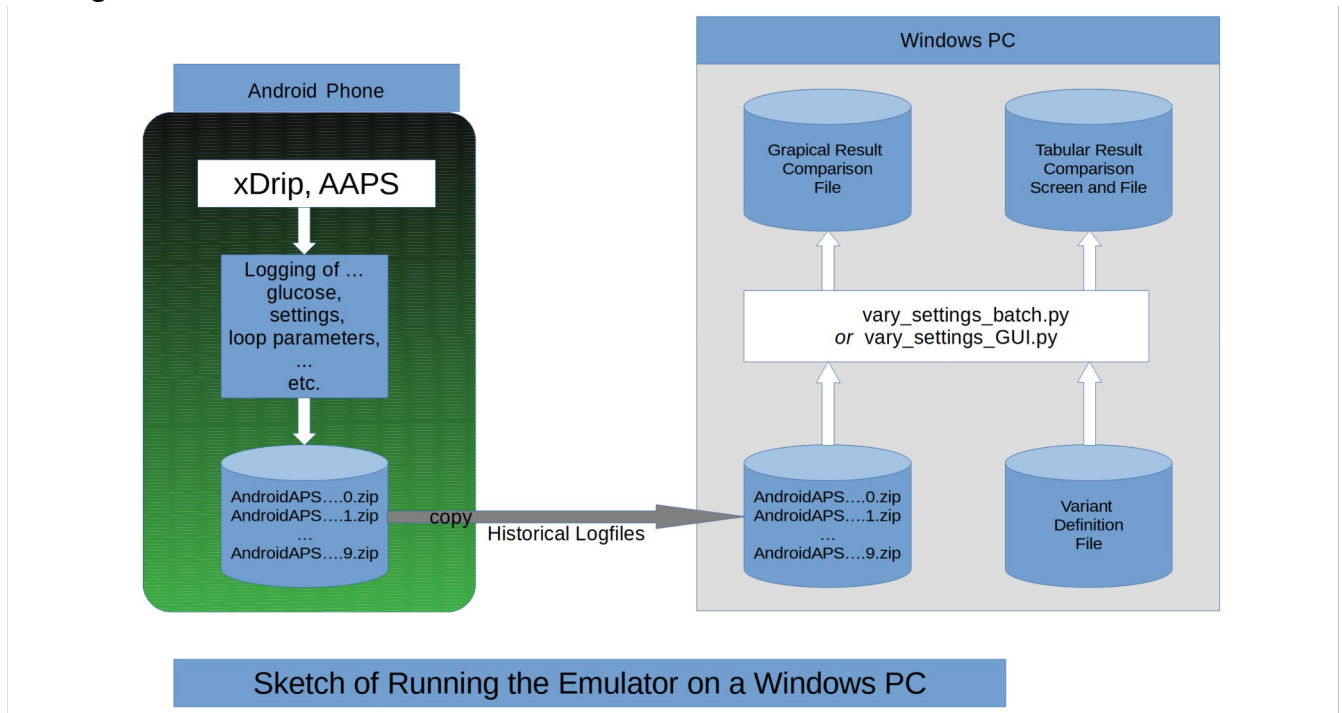 Windows PC
Android Phone
xDrip, AAPS
Logging of ...
glucose,
settings,
loop parameters,
...
etc.
AndroidAPS....0.zip
AndroidAPS....1.zip
...
AndroidAPS....9.zip
copy
Historical Logfiles
Grapical Result
Comparison
File
Tabular Result
Comparison
Screen and File
vary_settings_batch.py
or vary_settings_GUI.py
AndroidAPS....0.zip
AndroidAPS....1.zip
...
AndroidAPS....9.zip
Variant
Definition
File
Sketch of Running the Emulator on a Windows PC